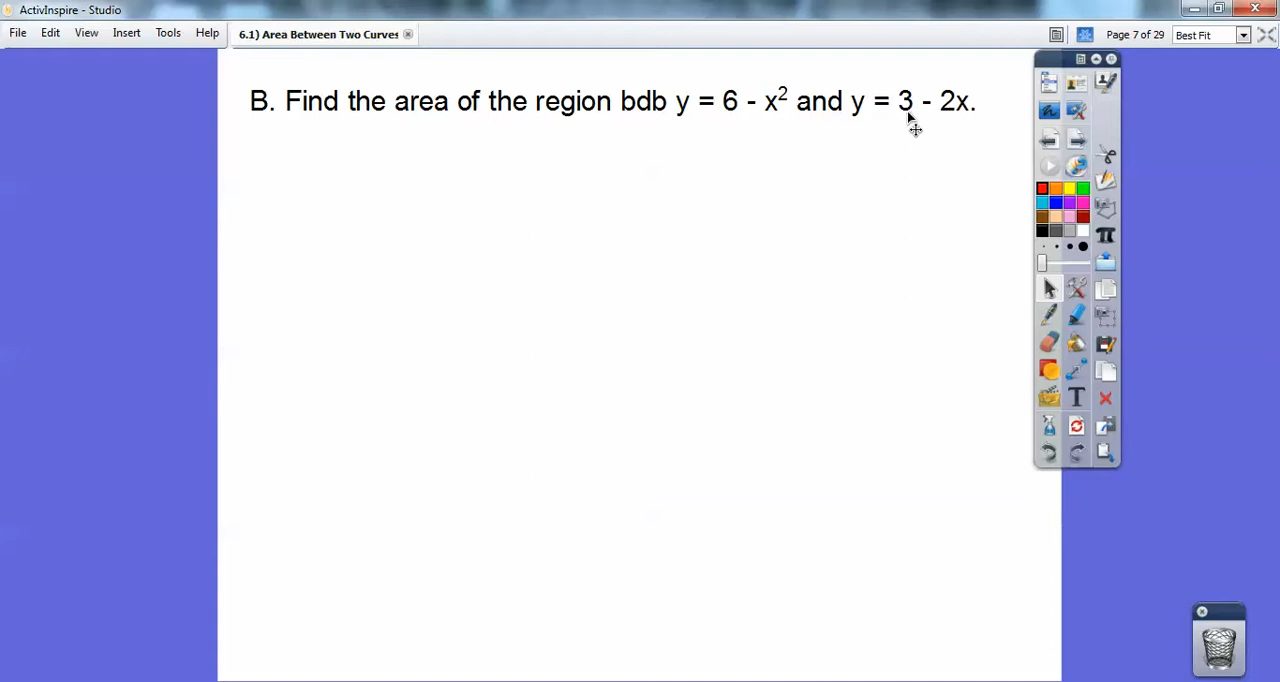 ActivInspire - Studio
File Edit View Insert Tools Help 6.1) Area Between Two Curves Page 7 of 29 Best Fit
B. Find the area of the region bdb y = 6 - x² and y = 3 - 2x.